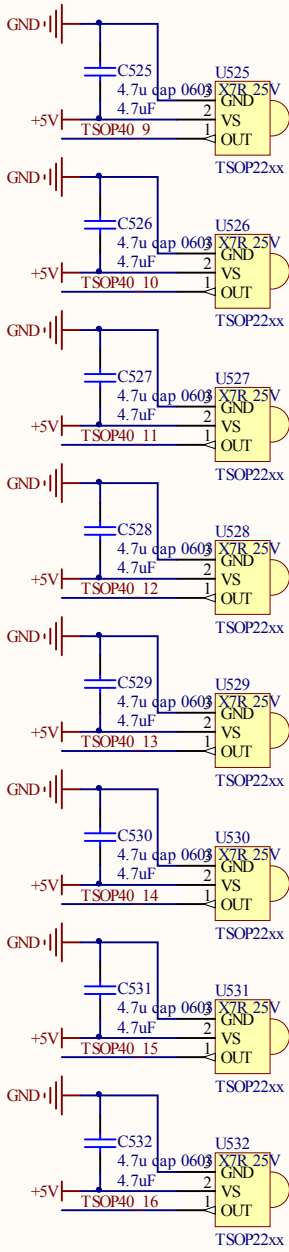 GND
C525
U525
4.7u cap 0603 X7R 25V
3 GND
4.7uF
+5V
2 VS
TSOP40_9
1 OUT
TSOP22xx
GND
C526
U526
4.7u cap 0603 X7R 25V
3 GND
4.7uF
+5V
2 VS
TSOP40_10
1 OUT
TSOP22xx
GND
C527
U527
4.7u cap 0603 X7R 25V
3 GND
4.7uF
+5V
2 VS
TSOP40_11
1 OUT
TSOP22xx
GND
C528
U528
4.7u cap 0603 X7R 25V
3 GND
4.7uF
+5V
2 VS
TSOP40_12
1 OUT
TSOP22xx
GND
C529
U529
4.7u cap 0603 X7R 25V
3 GND
4.7uF
+5V
2 VS
TSOP40_13
1 OUT
TSOP22xx
GND
C530
U530
4.7u cap 0603 X7R 25V
3 GND
4.7uF
+5V
2 VS
TSOP40_14
1 OUT
TSOP22xx
GND
C531
U531
4.7u cap 0603 X7R 25V
3 GND
4.7uF
+5V
2 VS
TSOP40_15
1 OUT
TSOP22xx
GND
C532
U532
4.7u cap 0603 X7R 25V
3 GND
4.7uF
+5V
2 VS
TSOP40_16
1 OUT
TSOP22xx